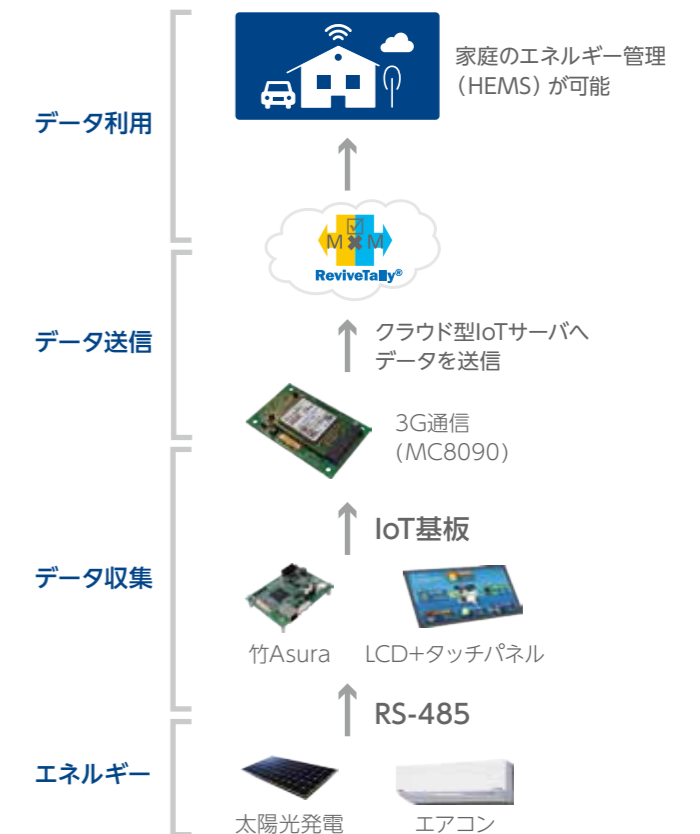 家庭のエネルギー管理
（HEMS）が可能
データ利用
M✖M
ReviveTally®
データ送信
クラウド型IoTサーバへ
データを送信
3G通信
(MC8090)
IoT基板
データ収集
竹Asura
LCD+タッチパネル
RS-485
エネルギー
太陽光発電
エアコン